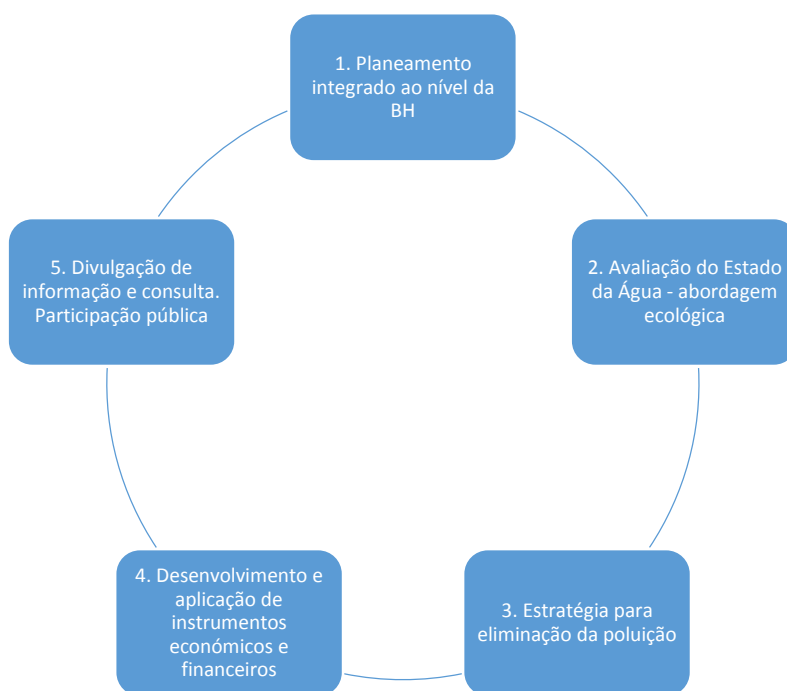 1. Planeamento
integrado ao nível da
BH
2. Avaliação do Estado
da Água - abordagem
ecológica
3. Estratégia para
eliminação da poluição
4. Desenvolvimento e
aplicação de
instrumentos
económicos e
financeiros
5. Divulgação de
informação e consulta.
Participação pública